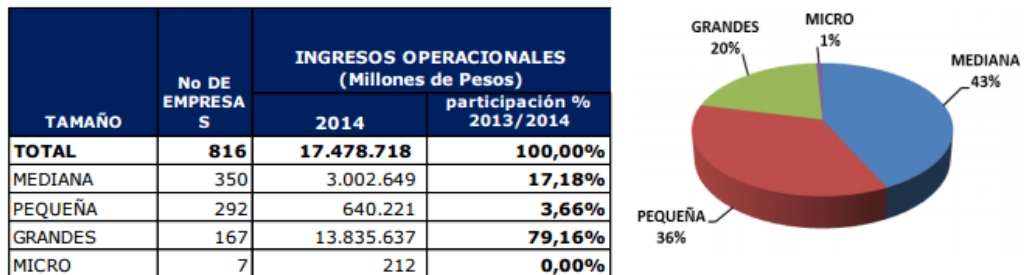 TAMAÑO No DE EMPRESA S INGRESOS OPERACIONALES (Millones de Pesos)
2014 participación % 2013/2014
TOTAL 816 17.478.718 100,00%
MEDIANA 350 3.002.649 17,18%
PEQUEÑA 292 640.221 3,66%
GRANDES 167 13.835.637 79,16%
MICRO 7 212 0,00%
GRANDES
20%
MICRO
1%
MEDIANA
43%
PEQUEÑA
36%